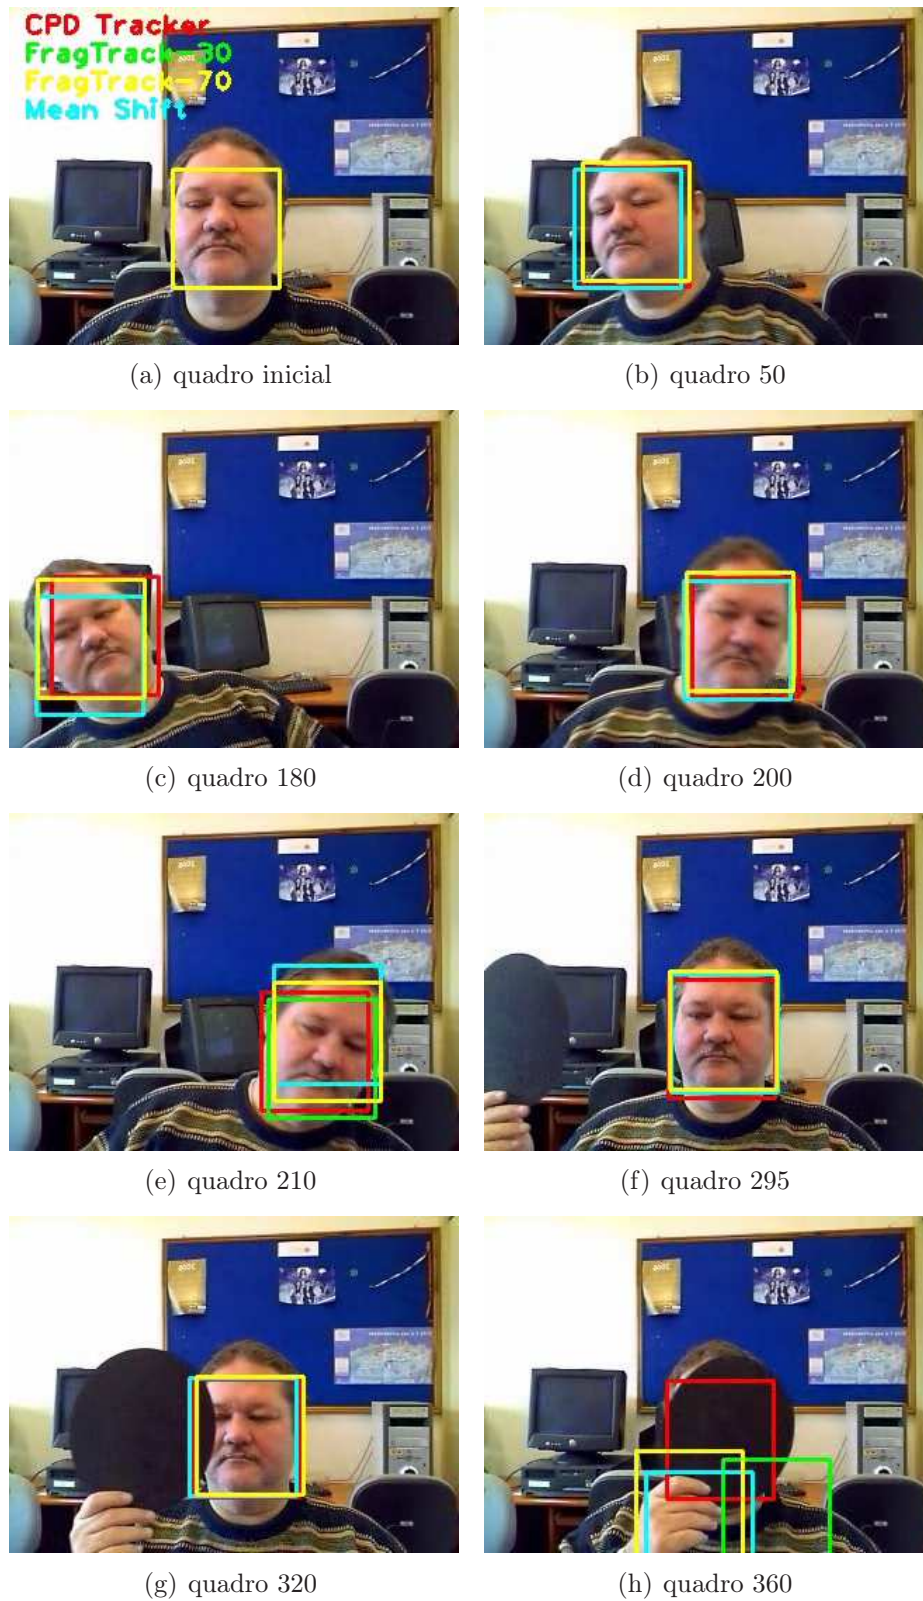 CPD Tracker
FragTrack-30
FragTrack-70
Mean Shift
(a) quadro inicial
(b) quadro 50
(c) quadro 180
(d) quadro 200
(e) quadro 210
(f) quadro 295
(g) quadro 320
(h) quadro 360